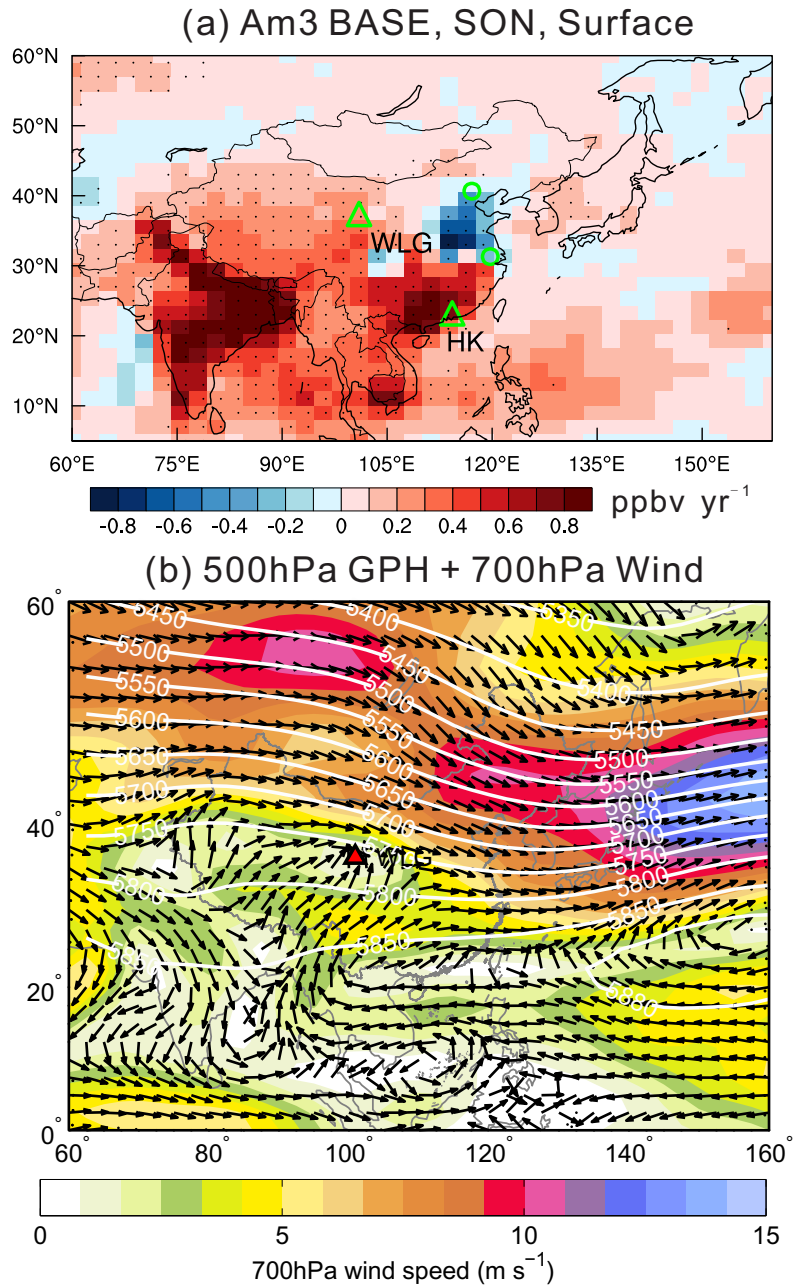 (a) Am3 BASE, SON, Surface
60°N
50°N
40°N
30°N
20°N
10°N
WLG
HK
60°E 75°E 90°E 105°E 120°E 135°E 150°E
-0.8 -0.6 -0.4 -0.2 0 0.2 0.4 0.6 0.8
ppbv yr⁻¹
(b) 500hPa GPH + 700hPa Wind
60°
40°
20°
0°
5450 5400 5350
5500 5450 5400
5550 5500 5450
5600 5550 5500
5650 5600 5550
5700 5650 5600
5750 5700 5650
5700
5750
5800 5800 5800
5850 5850 5850
5880
WLG
60° 80° 100° 120° 140° 160°
0 5 10 15
700hPa wind speed (m s⁻¹)